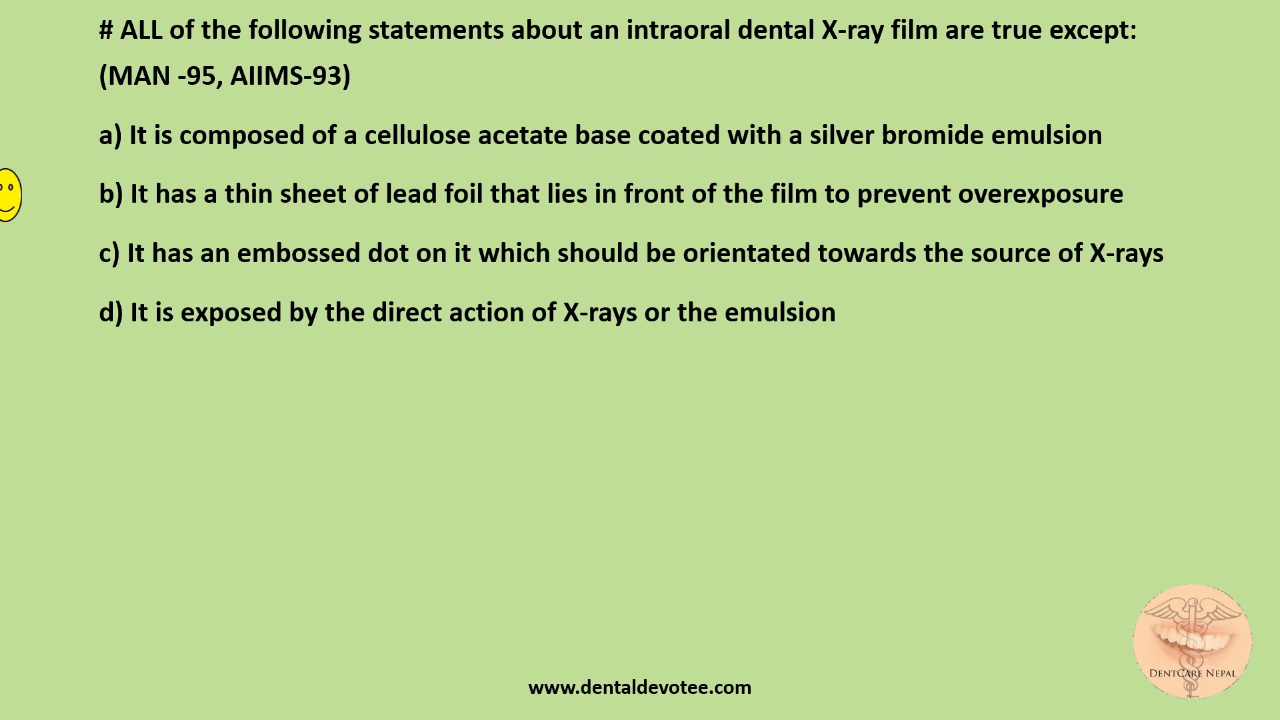 # ALL of the following statements about an intraoral dental X-ray film are true except:
(MAN -95, AIIMS-93)
a) It is composed of a cellulose acetate base coated with a silver bromide emulsion
b) It has a thin sheet of lead foil that lies in front of the film to prevent overexposure
c) It has an embossed dot on it which should be orientated towards the source of X-rays
d) It is exposed by the direct action of X-rays or the emulsion
DentCare Nepal
www.dentaldevotee.com